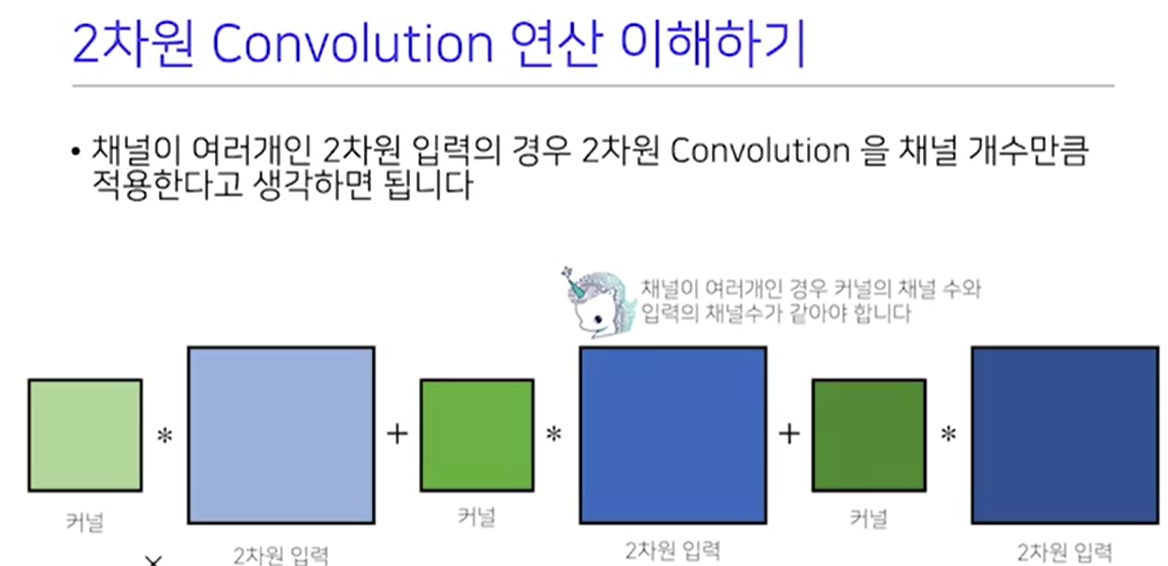 2차원 Convolution 연산 이해하기
• 채널이 여러개인 2차원 입력의 경우 2차원 Convolution 을 채널 개수만큼
적용한다고 생각하면 됩니다
채널이 여러개인 경우 커널의 채널 수와
입력의 채널수가 같아야 합니다
* + * + *
커널 커널 커널
× 2차원 입력 2차원 입력 2차원 입력